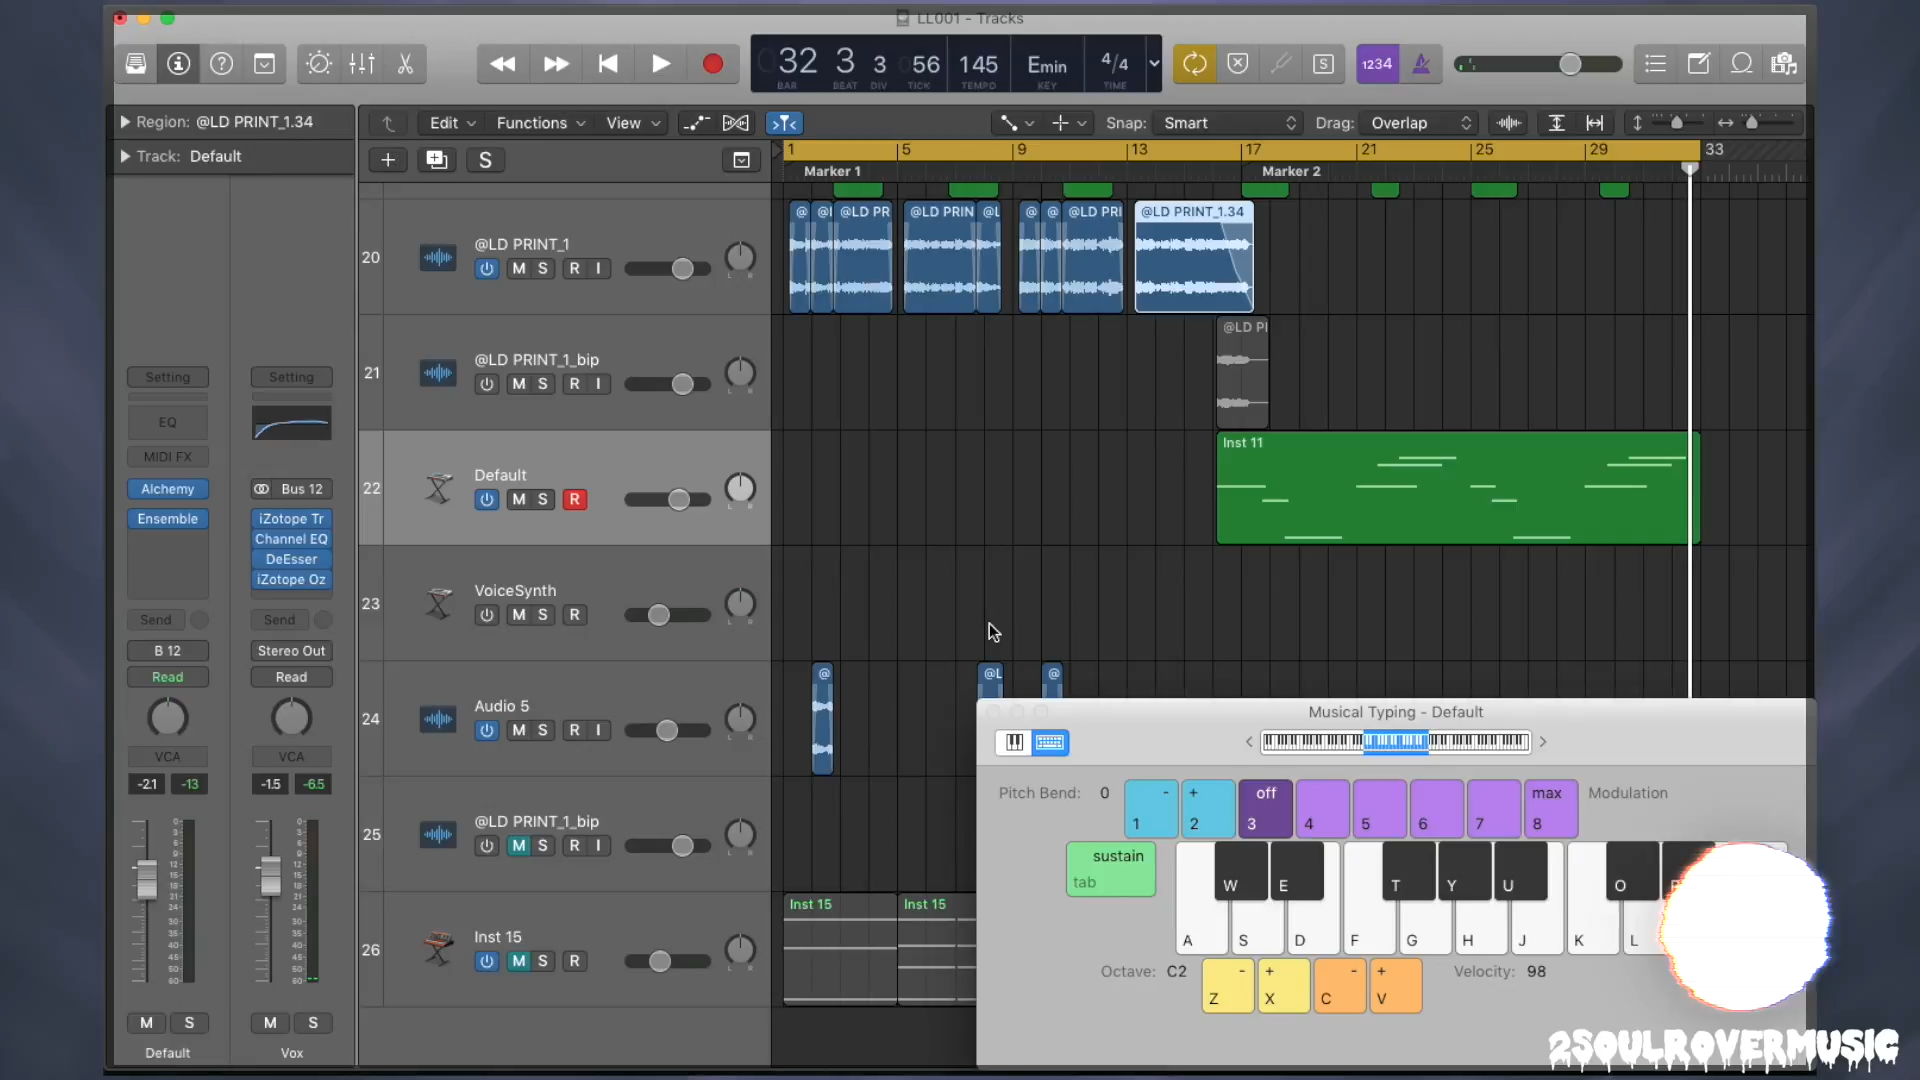 LL001 - Tracks
32 3 3 056 145 Emin 4/4
BAR BEAT DIV TICK TEMPO KEY TIME
S 1234
Region: @LD PRINT_1.34
Edit Functions View
Snap: Smart Drag: Overlap
Track: Default
S
1 5 9 13 17 21 25 29 33
Marker 1 Marker 2
@LD PR @LD PRIN @L @LD PRI @LD PRINT_1.34
20 @LD PRINT_1
M S R I
L R
@LD PI
21 @LD PRINT_1_bip
M S R I
L R
Setting Setting
EQ
MIDI FX
Alchemy Bus 12
Ensemble iZotope Tr
Channel EQ
DeEsser
iZotope Oz
Send Send
B 12 Stereo Out
Read Read
VCA VCA
-2.1 -13 -1.5 -6.5
M S M S
Default Vox
Inst 11
22 Default
M S R
L R
23 VoiceSynth
M S R
L R
@ @L @
24 Audio 5
M S R I
L R
25 @LD PRINT_1_bip
M S R I
L R
Inst 15 Inst 15
26 Inst 15
M S R
L R
Musical Typing - Default
Pitch Bend: 0 - + off max Modulation
1 2 3 4 5 6 7 8
sustain
tab
W E T Y U O
A S D F G H J K L
Octave: C2 - + - + Velocity: 98
Z X C V
2SOULROVERMUSIC